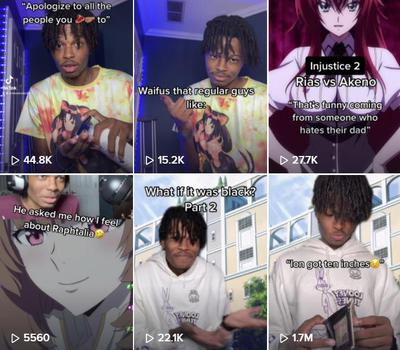 "Apologize to all the
people you to"
TikTok
44.8K
Waifus that regular guys
like:
15.2K
Injustice 2
Rias vs Akeno
"That's funny coming
from someone who
hates their dad"
27.7K
He asked me how I feel
about Raphtalia
5560
What if it was black?
Part 2
22.1K
"Ion got ten inches"
1.7M